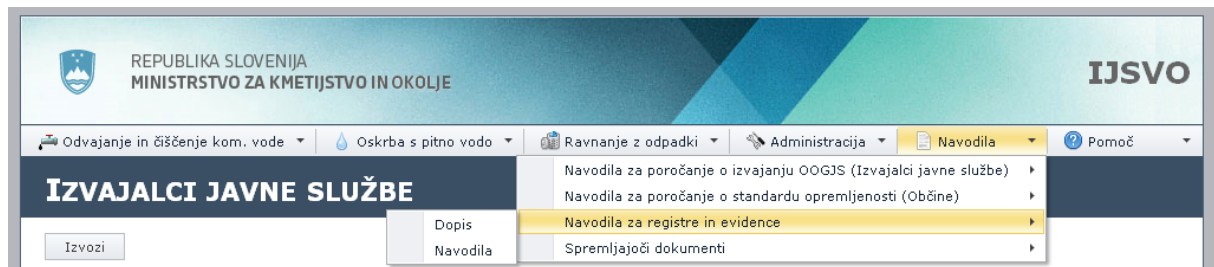 REPUBLIKA SLOVENIJA
MINISTRSTVO ZA KMETIJSTVO IN OKOLJE
IJSVO
Odvajanje in čiščenje kom. vode
Oskrba s pitno vodo
Ravnanje z odpadki
Administracija
Navodila
Pomoč
IZVAJALCI JAVNE SLUŽBE
Izvozi
Navodila za poročanje o izvajanju OOGJS (Izvajalci javne službe)
Navodila za poročanje o standardu opremljenosti (Občine)
Navodila za registre in evidence
Spremljajoči dokumenti
Dopis
Navodila